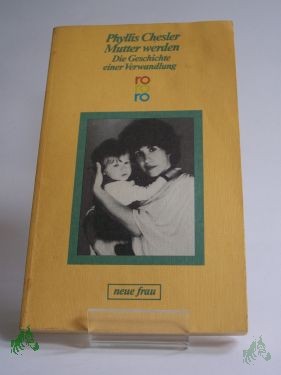 Phyllis Chesler
Mutter werden
Die Geschichte
einer Verwandlung
ro
ro
ro
neue frau